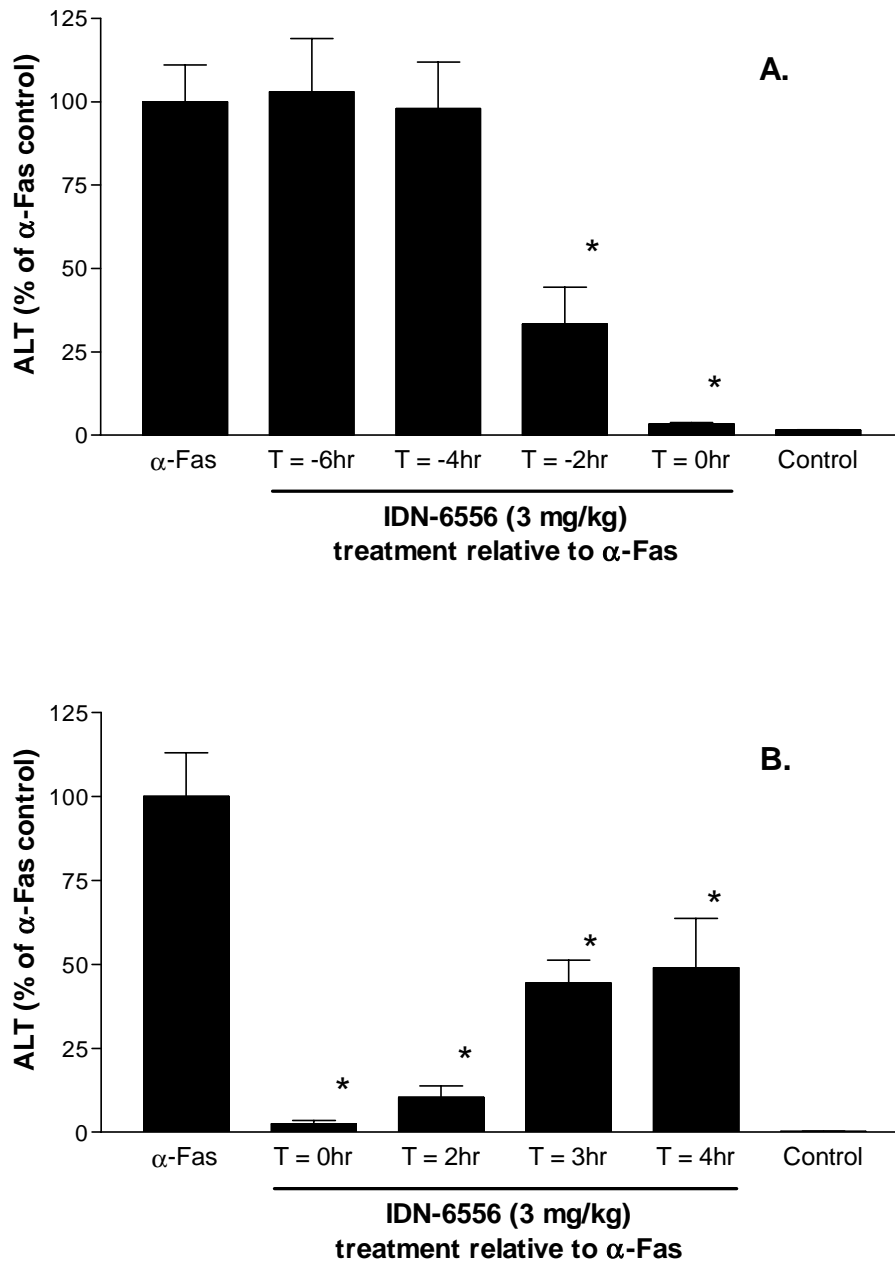 A.
ALT (% of α-Fas control)
125
100
75
50
25
0
*
*
α-Fas
T = -6hr
T = -4hr
T = -2hr
T = 0hr
Control
IDN-6556 (3 mg/kg)
treatment relative to α-Fas
B.
ALT (% of α-Fas control)
125
100
75
50
25
0
*
*
*
*
α-Fas
T = 0hr
T = 2hr
T = 3hr
T = 4hr
Control
IDN-6556 (3 mg/kg)
treatment relative to α-Fas